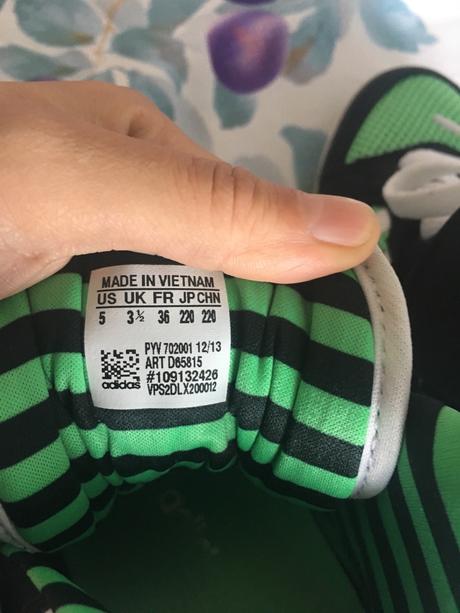 MADE IN VIETNAM
US UK FR JP CHN
5 3½ 36 220 220
PYV 702001 12/13
ART D65815
#109132426
VPS2DLX200012
adidas